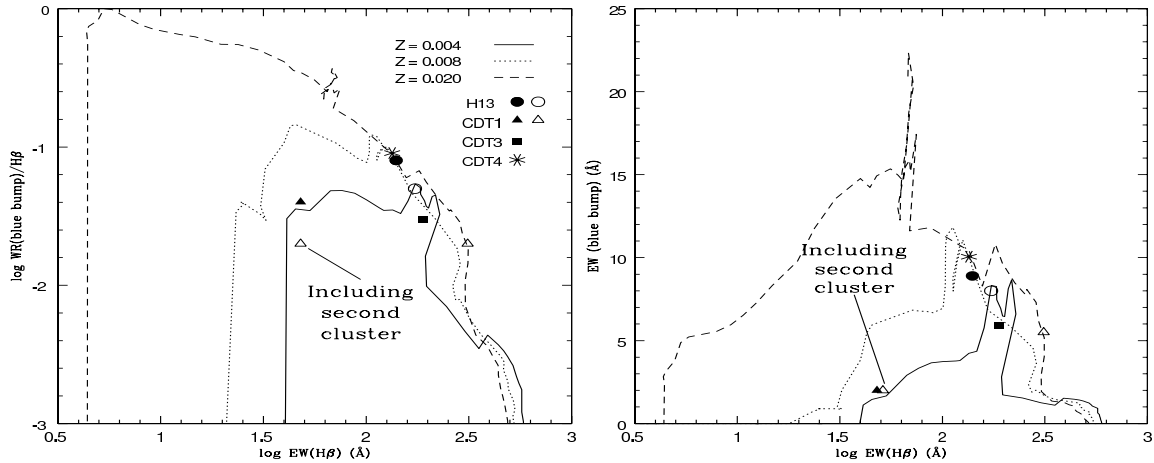 0
-1
-2
-3
log WR(blue bump)/Hβ
0.5
1
1.5
2
2.5
3
log EW(Hβ) (Å)
Z = 0.004
Z = 0.008
Z = 0.020
H13
CDT1
CDT3
CDT4
Including
second
cluster
25
20
15
10
5
0
EW(blue bump) (Å)
0.5
1
1.5
2
2.5
3
log EW(Hβ) (Å)
Including
second
cluster